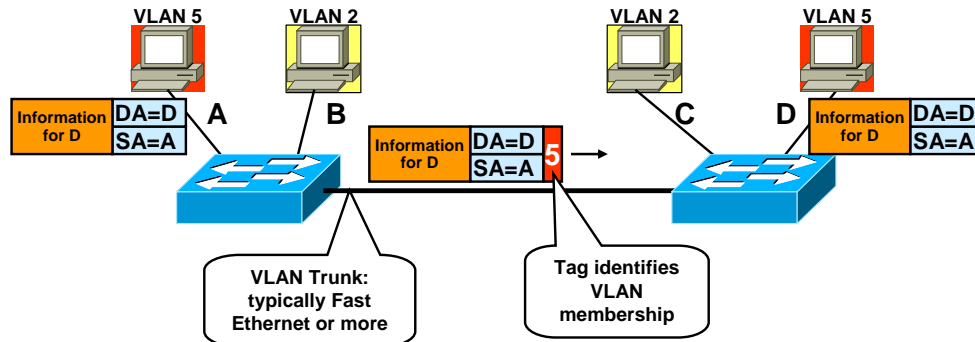 VLAN 5
VLAN 2
VLAN 2
VLAN 5
A
B
C
D
Information
for D
DA=D
SA=A
Information
for D
DA=D
SA=A
5
Information
for D
DA=D
SA=A
VLAN Trunk:
typically Fast
Ethernet or more
Tag identifies
VLAN
membership